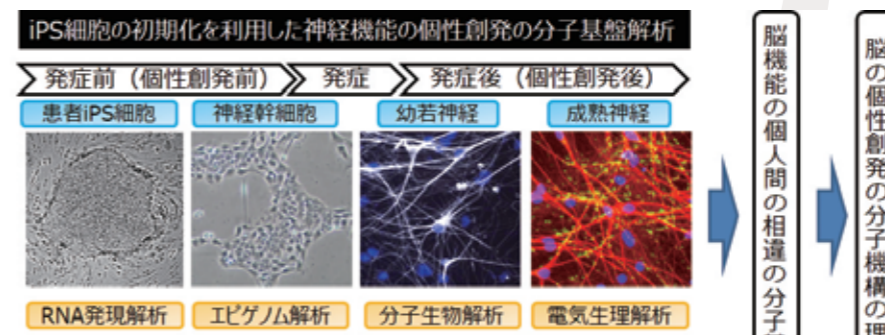 iPS細胞の初期化を利用した神経機能の個性創発の分子基盤解析
発症前（個性創発前）
発症
発症後（個性創発後）
患者iPS細胞
神経幹細胞
幼若神経
成熟神経
RNA発現解析
エピゲノム解析
分子生物解析
電気生理解析
脳機能の個人間の相違の分子
脳の個性創発の分子機構の